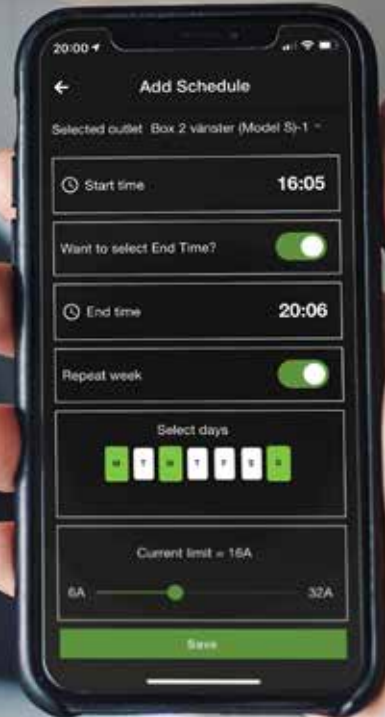 20:00
Add Schedule
Selected outlet Box 2 vänster (Model S)-1
Start time 16:05
Want to select End Time?
End time 20:06
Repeat week
Select days
M T W T F S S
Current limit = 16A
6A 32A
Save